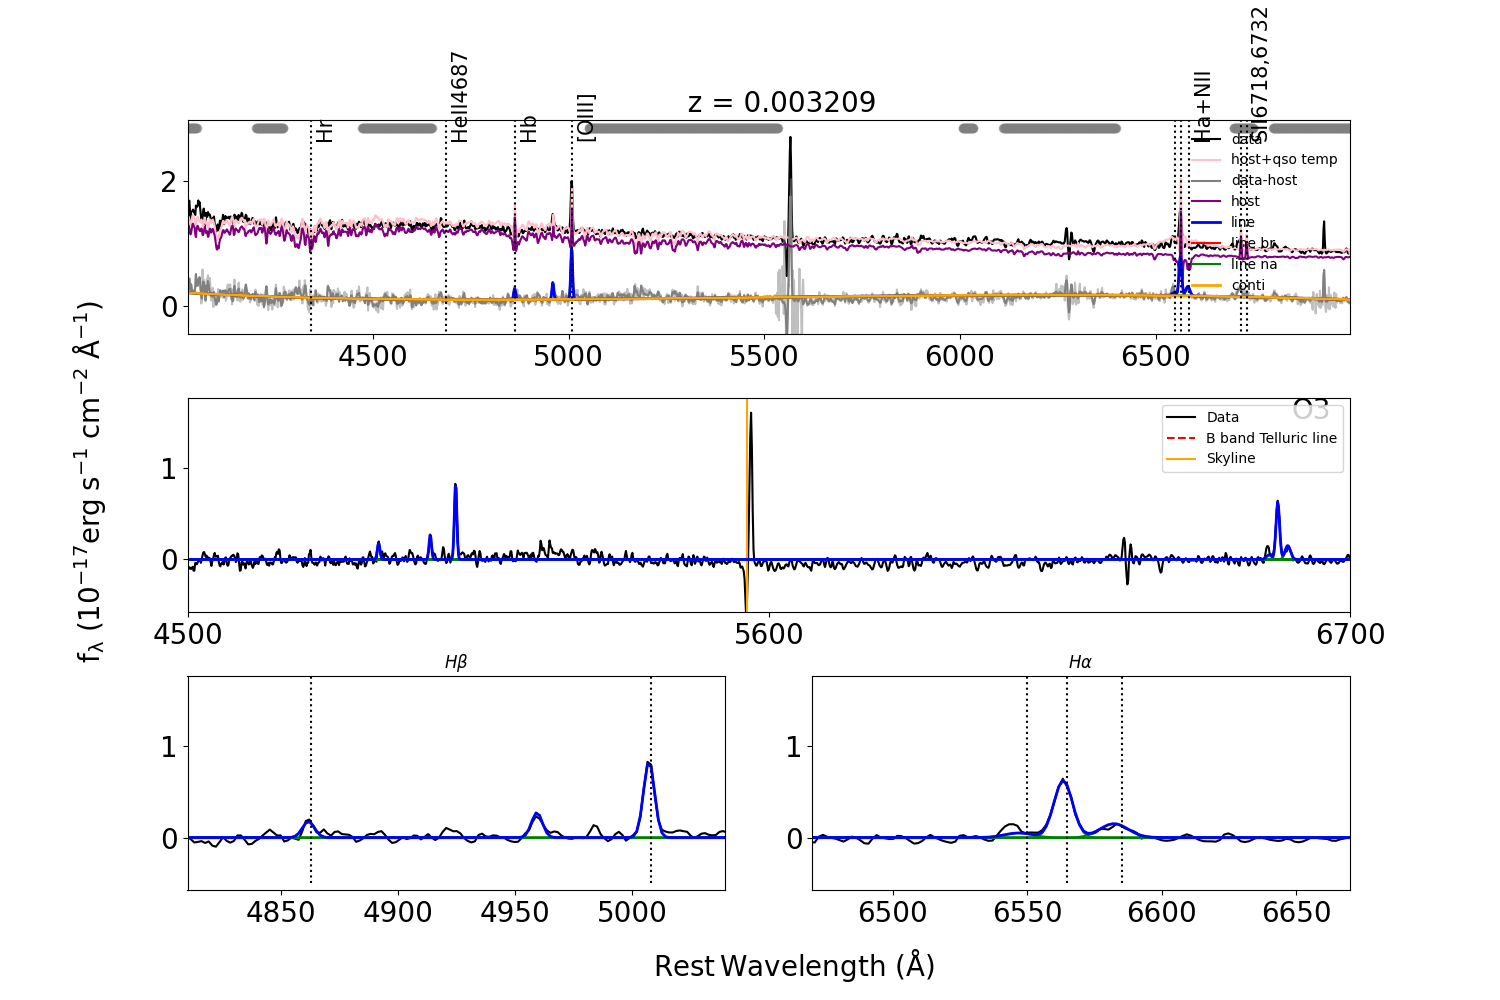 z = 0.003209
Hr
HeII4687
Hb
[OIII]
Ha+NII
SII6718,6732
data
host+qso temp
data-host
host
line
line br
line na
conti
2
0
4500 5000 5500 6000 6500
O3
Data
B band Telluric line
Skyline
1
0
4500 5600 6700
fλ (10−17erg s−1 cm−2 Å−1)
Hβ
1
0
4850 4900 4950 5000
Hα
1
0
6500 6550 6600 6650
Rest Wavelength (Å)